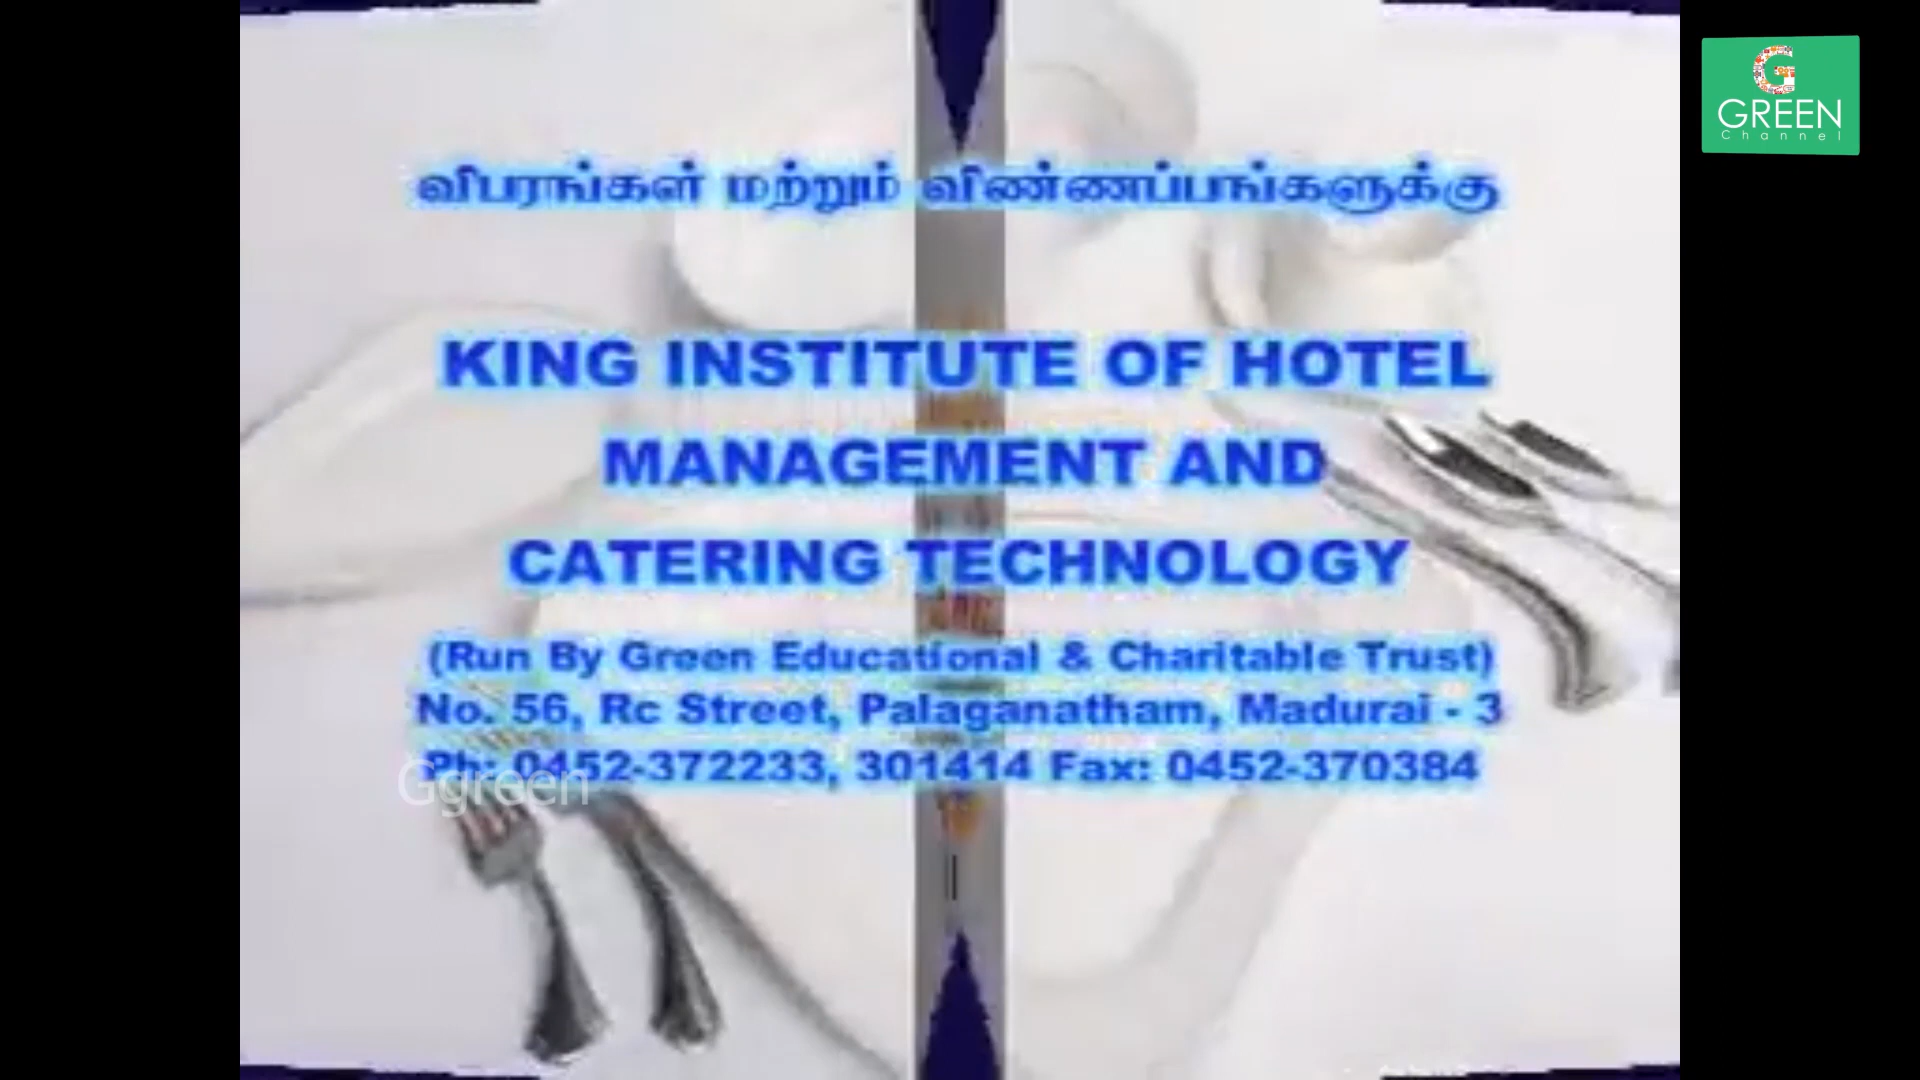 G
GREEN
Channel
விபரங்கள் மற்றும் விண்ணப்பங்களுக்கு
KING INSTITUTE OF HOTEL
MANAGEMENT AND
CATERING TECHNOLOGY
(Run By Green Educational & Charitable Trust)
No. 56, Rc Street, Palaganatham, Madurai - 3
Ph: 0452-372233, 301414 Fax: 0452-370384
Ggreen